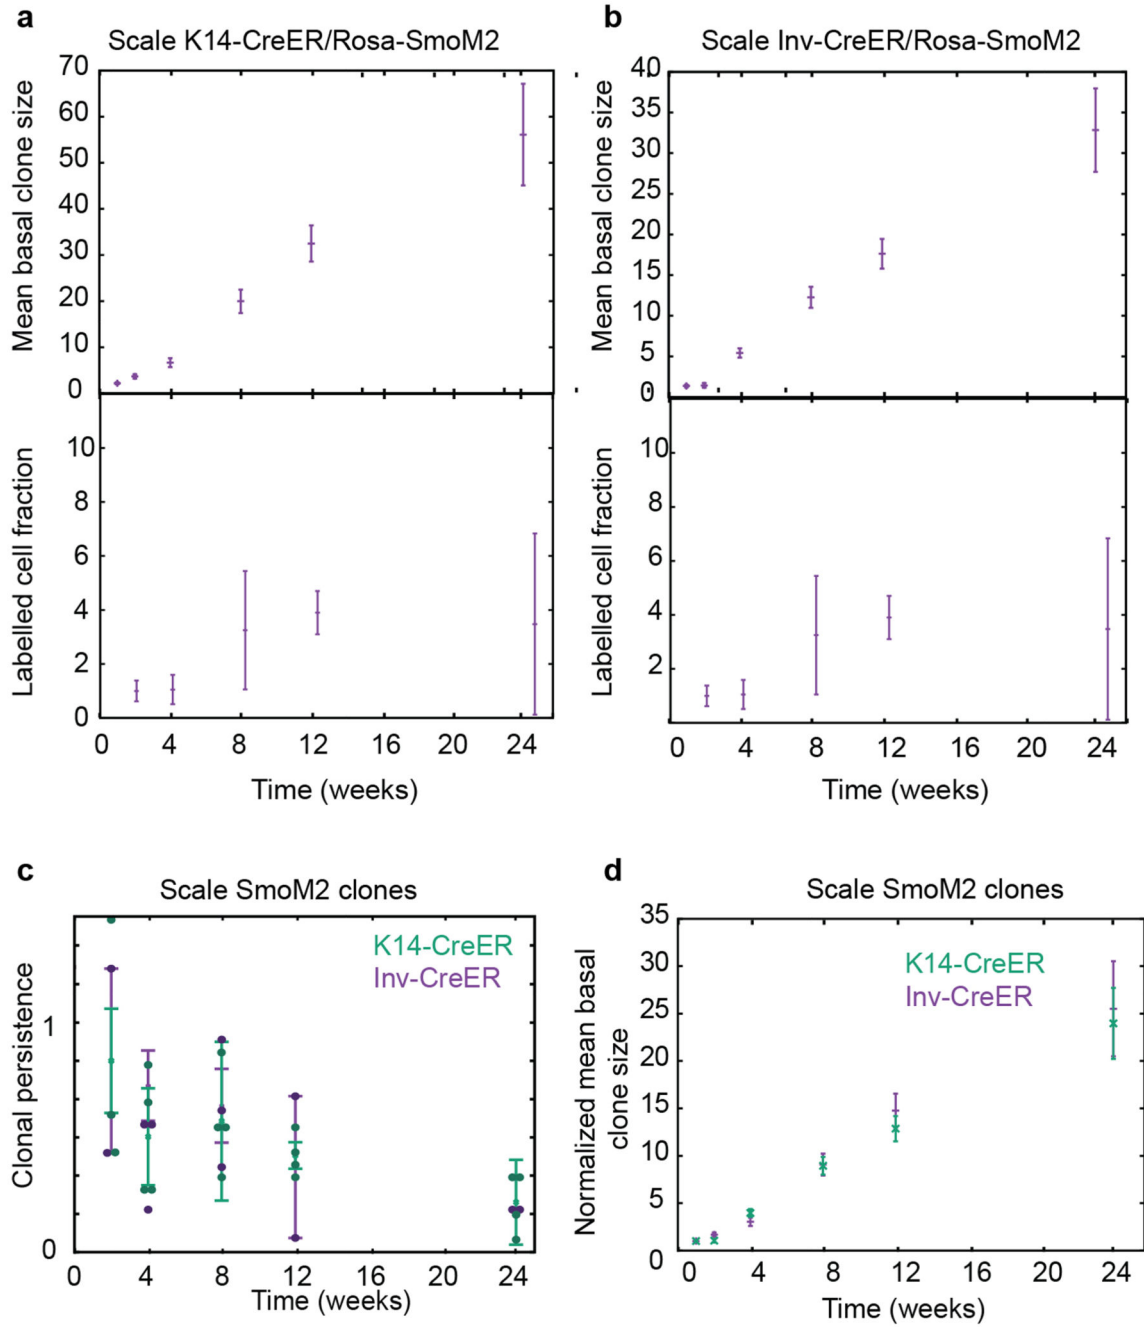 a
Scale K14-CreER/Rosa-SmoM2
Mean basal clone size
70
60
50
40
30
20
10
0
Labelled cell fraction
10
8
6
4
2
0
0 4 8 12 16 20 24
Time (weeks)
b
Scale Inv-CreER/Rosa-SmoM2
Mean basal clone size
40
35
30
25
20
15
10
5
0
Labelled cell fraction
10
8
6
4
2
0 4 8 12 16 20 24
Time (weeks)
c
Scale SmoM2 clones
K14-CreER
Inv-CreER
Clonal persistence
1
0
0 4 8 12 16 20 24
Time (weeks)
d
Scale SmoM2 clones
K14-CreER
Inv-CreER
Normalized mean basal
clone size
35
30
25
20
15
10
5
0
0 4 8 12 16 20 24
Time (weeks)